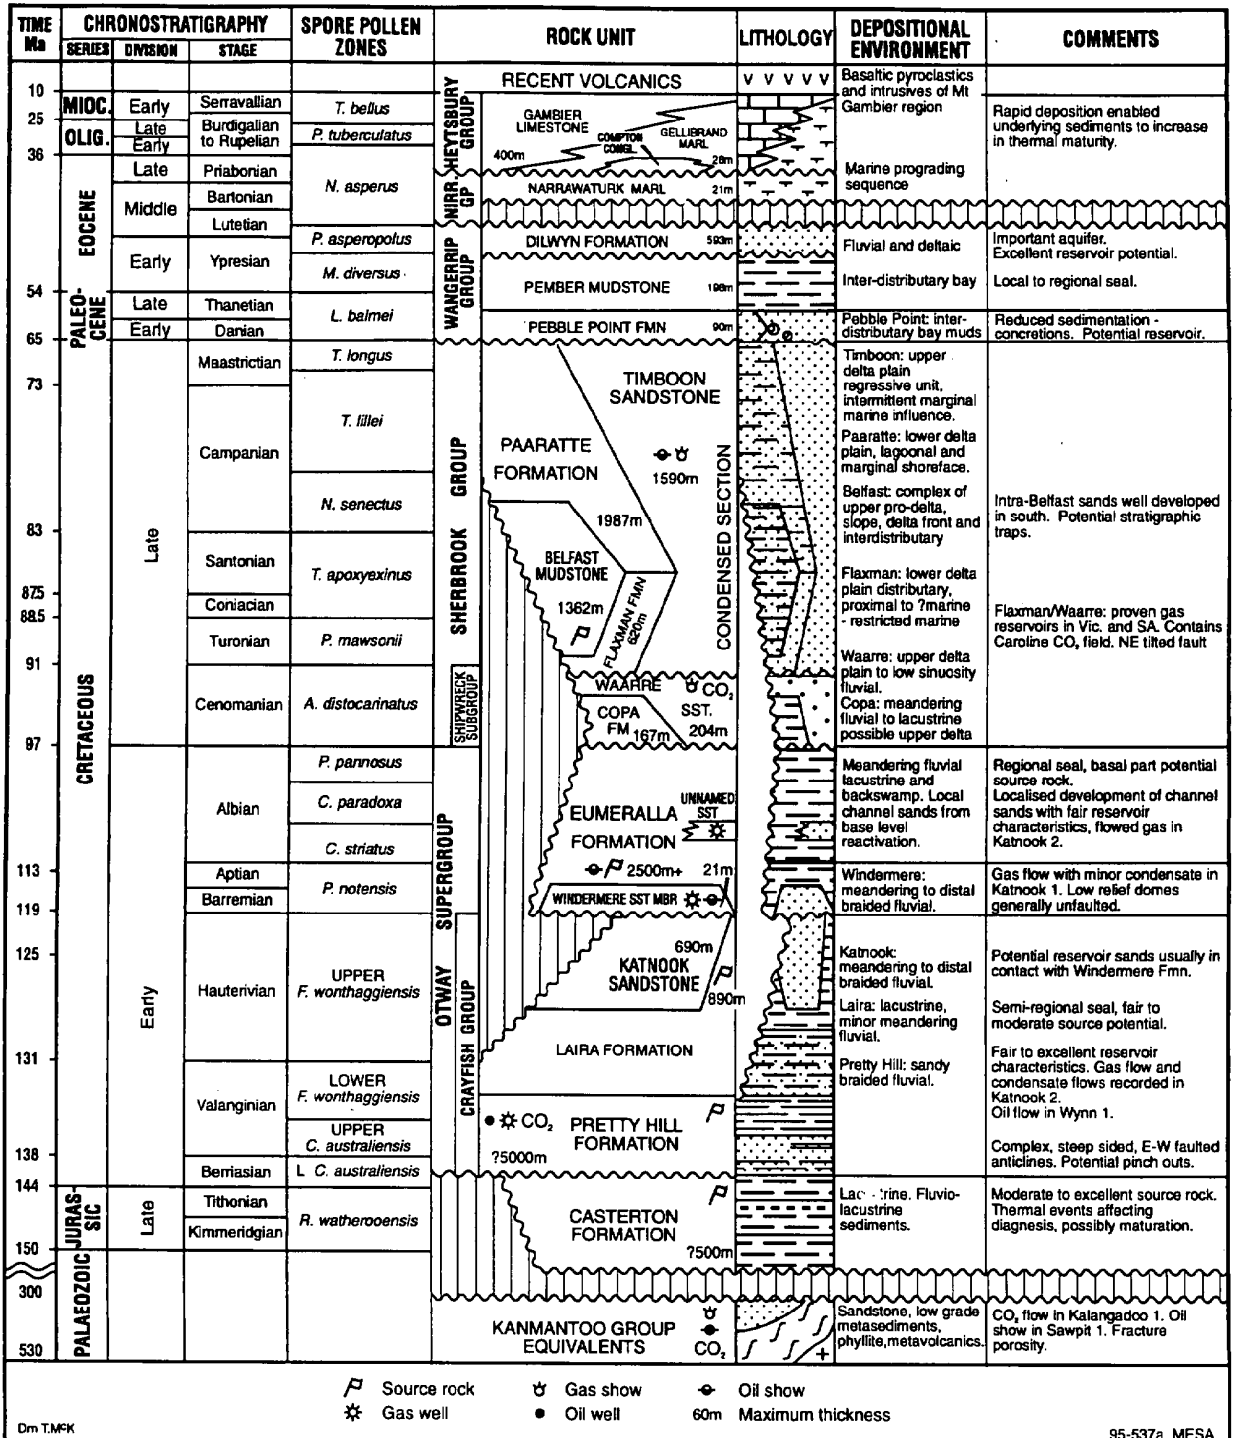 TIME Ma
CHRONOSTRATIGRAPHY
SERIES
DIVISION
STAGE
SPORE POLLEN ZONES
ROCK UNIT
LITHOLOGY
DEPOSITIONAL ENVIRONMENT
COMMENTS
10
25
36
54
65
73
83
87.5
88.5
91
97
113
119
125
131
138
144
150
300
530
MIOC.
OLIG.
EOCENE
PALEO-
CENE
CRETACEOUS
JURAS-
SIC
PALAEOZOIC
Early
Late
Early
Late
Middle
Early
Late
Early
Late
Early
Late
Serravallian
Burdigalian
to Rupelian
Priabonian
Bartonian
Lutetian
Ypresian
Thanetian
Danian
Maastrictian
Campanian
Santonian
Coniacian
Turonian
Cenomanian
Albian
Aptian
Barremian
Hauterivian
Valanginian
Berriasian
Tithonian
Kimmeridgian
T. bellus
P. tuberculatus
N. asperus
P. asperopolus
M. diversus
L. balmei
T. longus
T. lillei
N. senectus
T. apoxyexinus
P. mawsonii
A. distocarinatus
P. pannosus
C. paradoxa
C. striatus
P. notensis
UPPER
F. wonthaggiensis
LOWER
F. wonthaggiensis
UPPER
C. australiensis
L C. australiensis
R. watherooensis
HEYTSBURY
GROUP
NIRR.
GP
WANGERRIP
GROUP
SHERBROOK GROUP
SHIPWRECK
SUBGROUP
OTWAY SUPERGROUP
CRAYFISH GROUP
RECENT VOLCANICS
V V V V V
GAMBIER
LIMESTONE
COMPTON
CONGL.
GELLIBRAND
MARL
400m
28m
NARRAWATURK MARL 21m
DILWYN FORMATION 593m
PEMBER MUDSTONE 198m
PEBBLE POINT FMN 90m
TIMBOON
SANDSTONE
1590m
PAARATTE
FORMATION
1987m
CONDENSED SECTION
BELFAST
MUDSTONE
1362m
FLAXMAN FMN
620m
WAARRE
CO2
SST.
204m
COPA
FM 167m
UNNAMED
SST
EUMERALLA
FORMATION
2500m+ 21m
WINDERMERE SST MBR
690m
KATNOOK
SANDSTONE
890m
LAIRA FORMATION
CO2 PRETTY HILL
FORMATION
?5000m
CASTERTON
FORMATION
?500m
KANMANTOO GROUP
EQUIVALENTS
CO2
Basaltic pyroclastics
and intrusives of Mt
Gambier region
Marine prograding
sequence
Fluvial and deltaic
Inter-distributary bay
Pebble Point: inter-
distributary bay muds
Timboon: upper
delta plain
regressive unit,
intermittent marginal
marine influence.
Paaratte: lower delta
plain, lagoonal and
marginal shoreface.
Belfast: complex of
upper pro-delta,
slope, delta front and
interdistributary
Flaxman: lower delta
plain distributary,
proximal to ?marine
- restricted marine
Waarre: upper delta
plain to low sinuosity
fluvial.
Copa: meandering
fluvial to lacustrine
possible upper delta
Meandering fluvial
lacustrine and
backswamp. Local
channel sands from
base level
reactivation.
Windermere:
meandering to distal
braided fluvial.
Katnook:
meandering to distal
braided fluvial.
Laira: lacustrine,
minor meandering
fluvial.
Pretty Hill: sandy
braided fluvial.
Fluvio-
lacustrine
sediments.
Sandstone, low grade
metasediments,
phyllite,metavolcanics.
Rapid deposition enabled
underlying sediments to increase
in thermal maturity.
Important aquifer.
Excellent reservoir potential.
Local to regional seal.
Reduced sedimentation -
concretions. Potential reservoir.
Intra-Belfast sands well developed
in south. Potential stratigraphic
traps.
Flaxman/Waarre: proven gas
reservoirs in Vic. and SA. Contains
Caroline CO2 field. NE tilted fault
Regional seal, basal part potential
source rock.
Localised development of channel
sands with fair reservoir
characteristics, flowed gas in
Katnook 2.
Gas flow with minor condensate in
Katnook 1. Low relief domes
generally unfaulted.
Potential reservoir sands usually in
contact with Windermere Fmn.
Semi-regional seal, fair to
moderate source potential.
Fair to excellent reservoir
characteristics. Gas flow and
condensate flows recorded in
Katnook 2.
Oil flow in Wynn 1.
Complex, steep sided, E-W faulted
anticlines. Potential pinch outs.
Moderate to excellent source rock.
Thermal events affecting
diagnosis, possibly maturation.
CO2 flow in Kalangadoo 1. Oil
show in Sawpit 1. Fracture
porosity.
Source rock
Gas show
Oil show
Gas well
Oil well
60m Maximum thickness
Drn T.McK
95-537a MESA